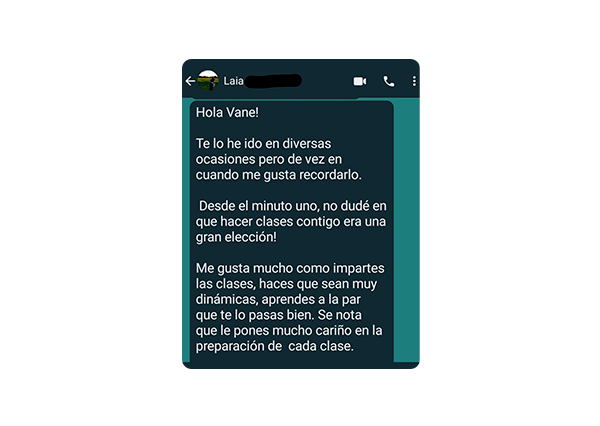 Laia
Hola Vane!
Te lo he ido en diversas
ocasiones pero de vez en
cuando me gusta recordarlo.
Desde el minuto uno, no dudé en
que hacer clases contigo era una
gran elección!
Me gusta mucho como impartes
las clases, haces que sean muy
dinámicas, aprendes a la par
que te lo pasas bien. Se nota
que le pones mucho cariño en la
preparación de cada clase.